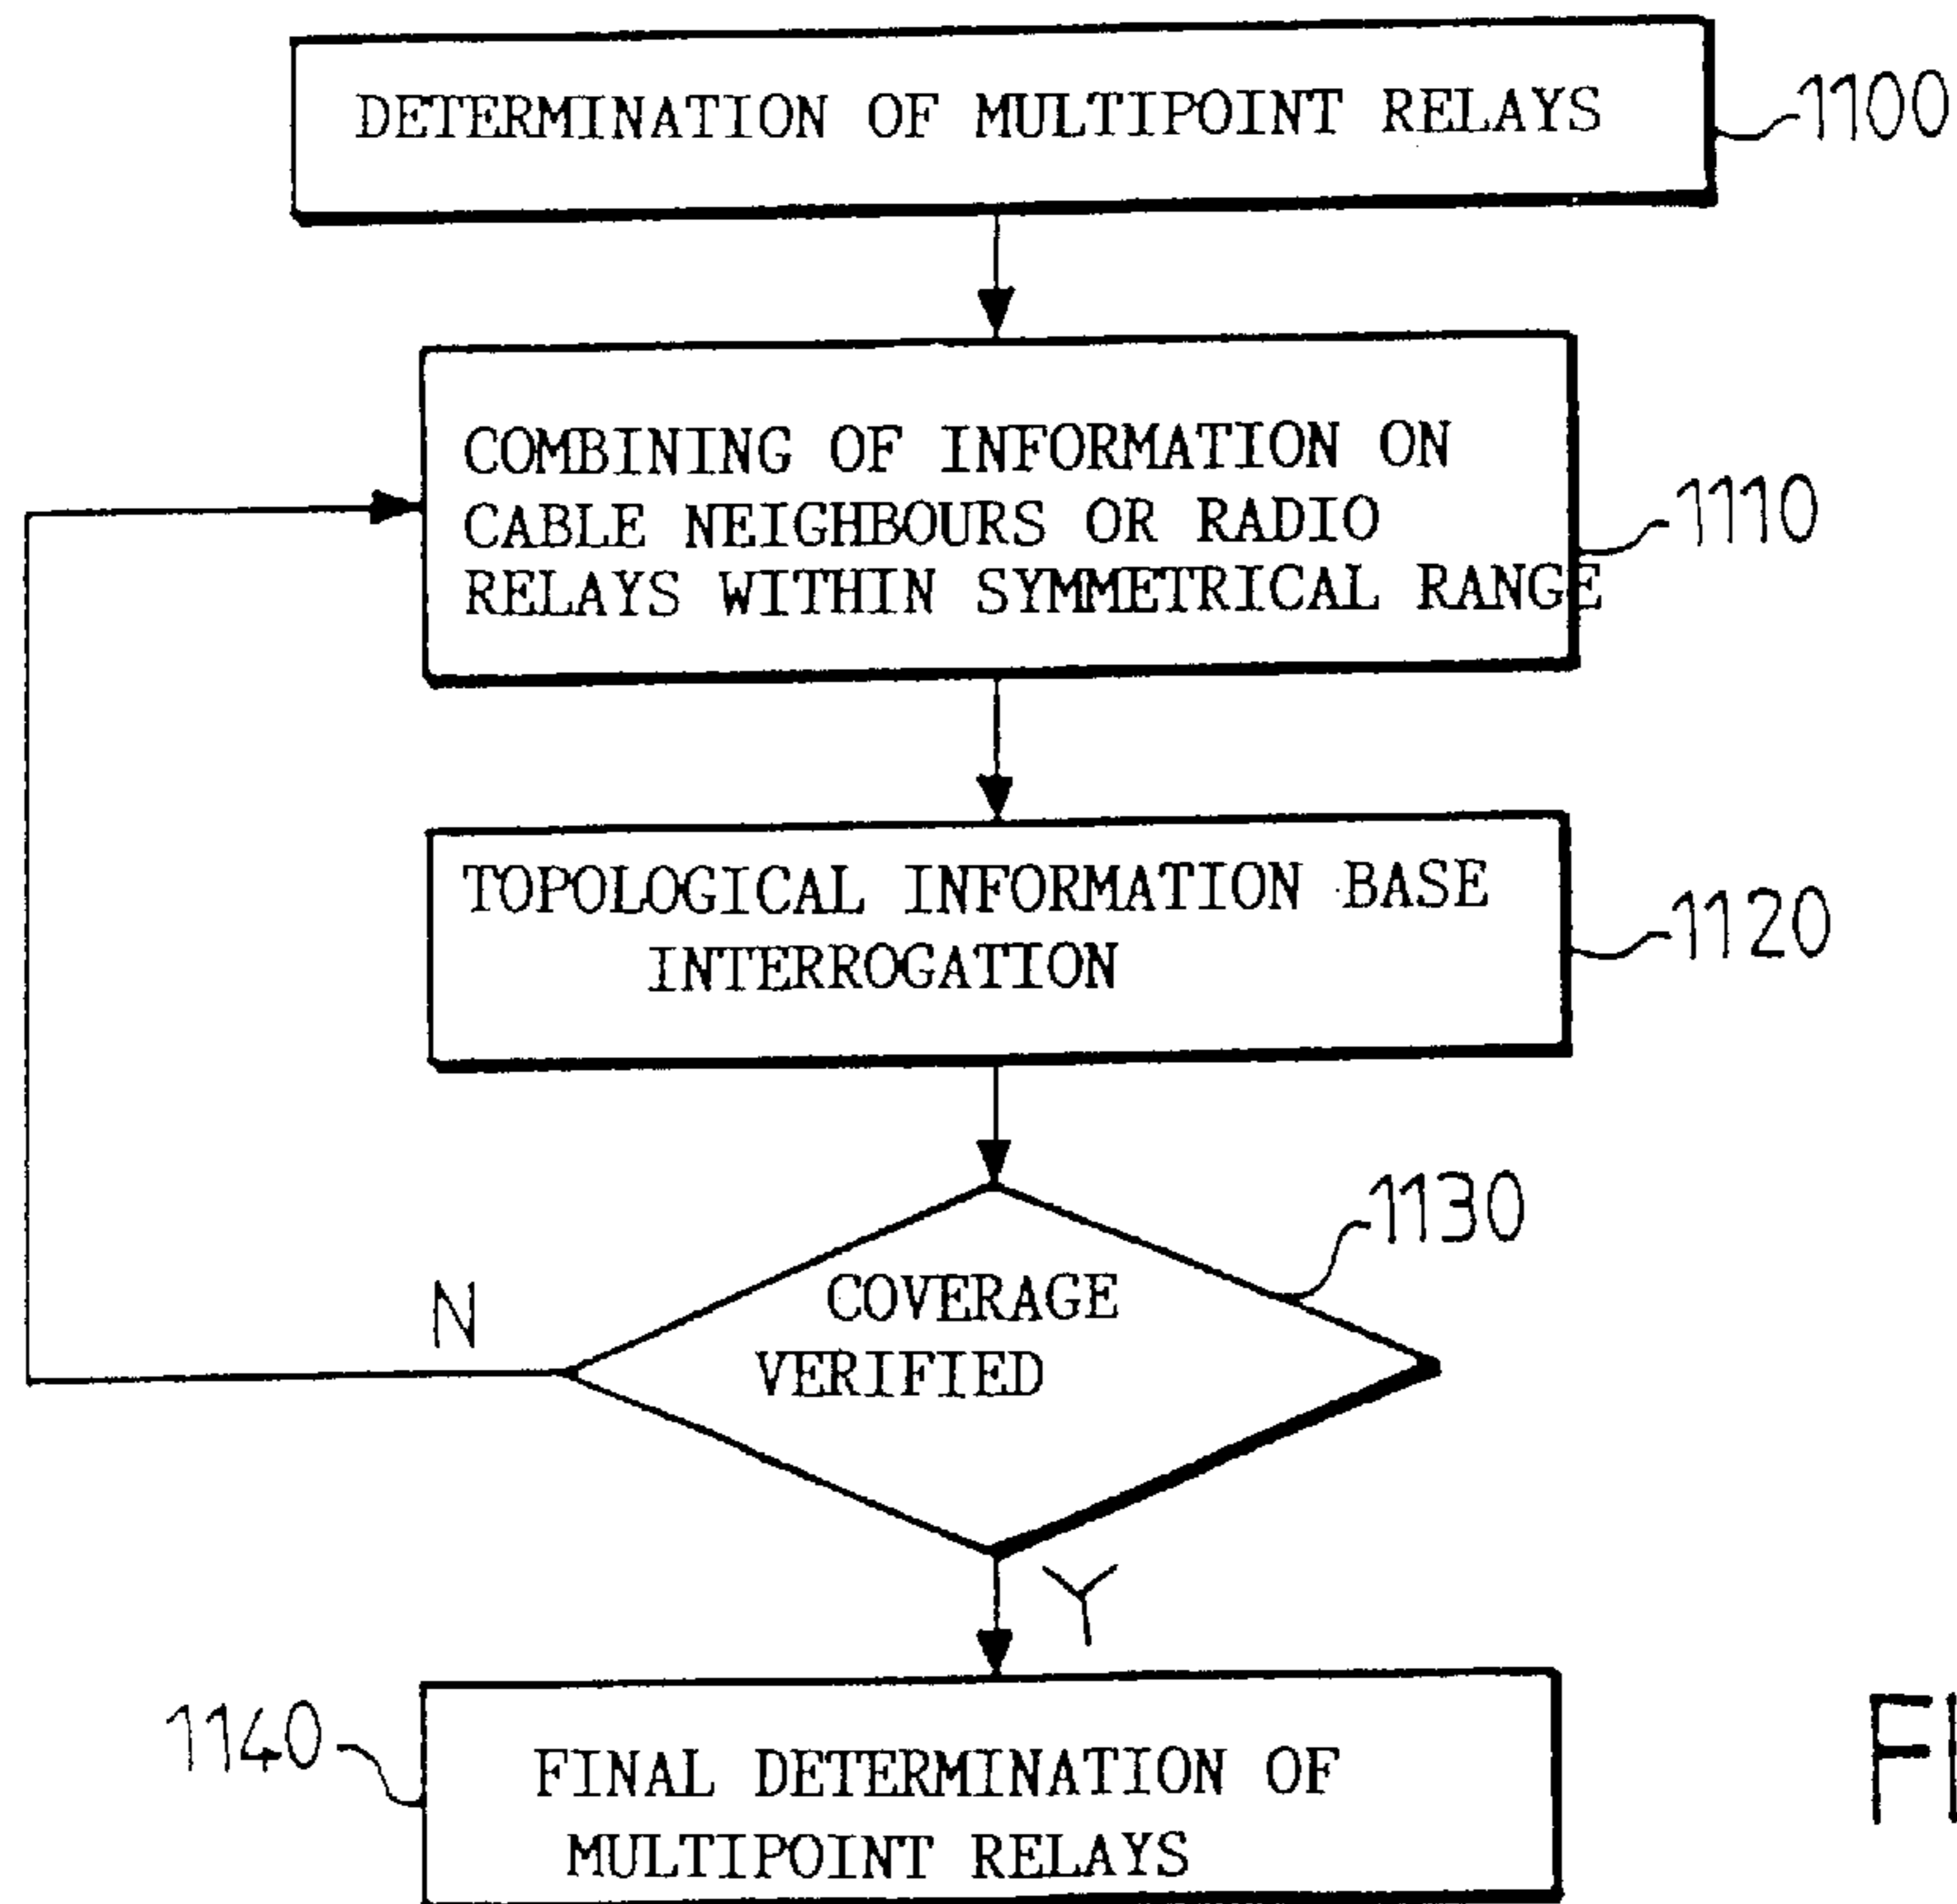 DETERMINATION OF MULTIPOINT RELAYS
1100
COMBINING OF INFORMATION ON
CABLE NEIGHBOURS OR RADIO
RELAYS WITHIN SYMMETRICAL RANGE
1110
TOPOLOGICAL INFORMATION BASE
INTERROGATION
1120
1130
COVERAGE
VERIFIED
N
Y
1140
FINAL DETERMINATION OF
MULTIPOINT RELAYS